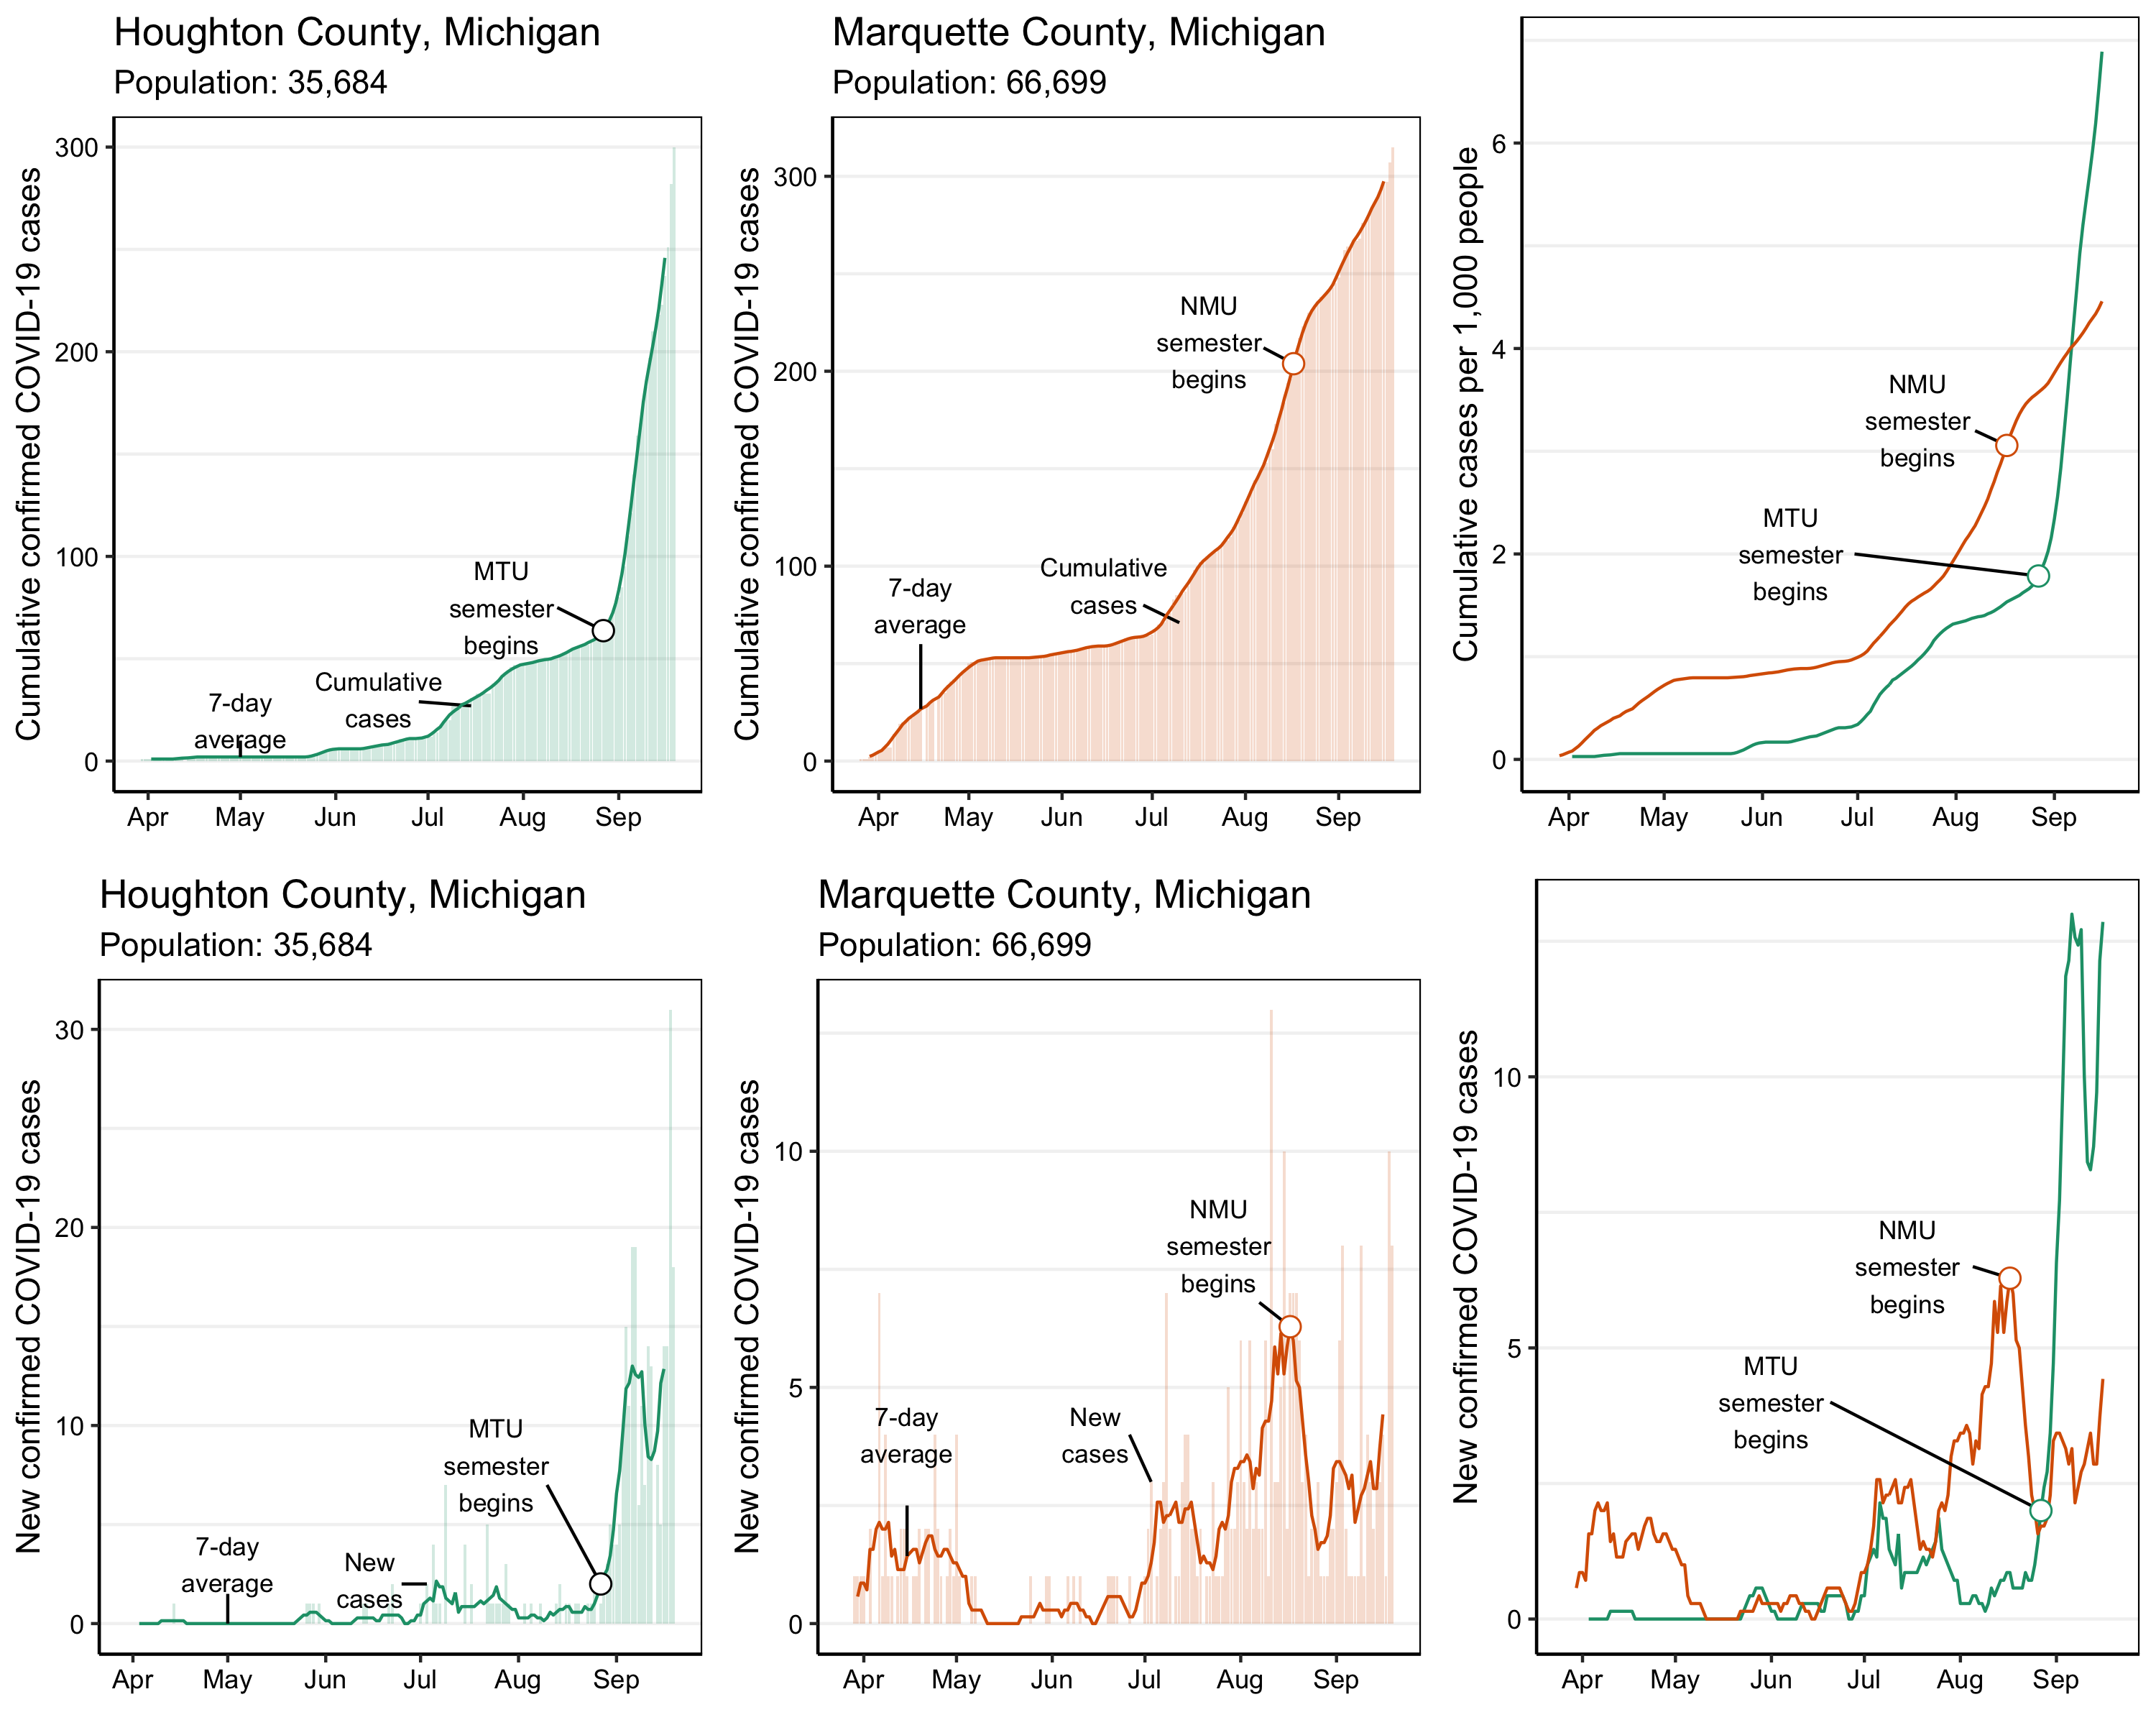 Houghton County, Michigan
Population: 35,684
Cumulative confirmed COVID-19 cases
300
200
100
0
7-day
average
Cumulative
cases
MTU
semester
begins
Apr May Jun Jul Aug Sep
Marquette County, Michigan
Population: 66,699
Cumulative confirmed COVID-19 cases
300
200
100
0
7-day
average
Cumulative
cases
NMU
semester
begins
Apr May Jun Jul Aug Sep
Cumulative cases per 1,000 people
6
4
2
0
NMU
semester
begins
MTU
semester
begins
Apr May Jun Jul Aug Sep
Houghton County, Michigan
Population: 35,684
New confirmed COVID-19 cases
30
20
10
0
7-day
average
New
cases
MTU
semester
begins
Apr May Jun Jul Aug Sep
Marquette County, Michigan
Population: 66,699
New confirmed COVID-19 cases
10
5
0
7-day
average
New
cases
NMU
semester
begins
Apr May Jun Jul Aug Sep
New confirmed COVID-19 cases
10
5
0
NMU
semester
begins
MTU
semester
begins
Apr May Jun Jul Aug Sep